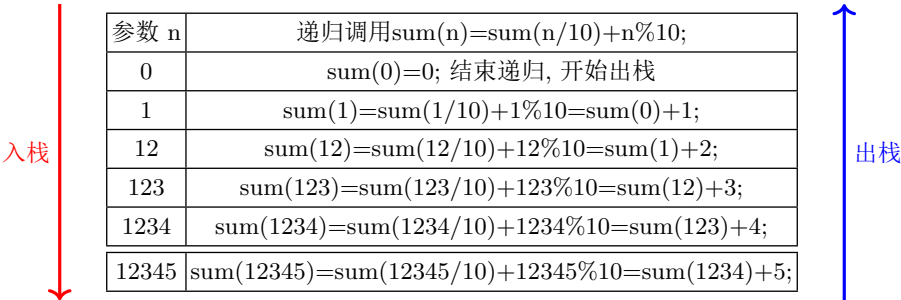 参数 n 递归调用sum(n)=sum(n/10)+n%10;
0 sum(0)=0; 结束递归, 开始出栈
1 sum(1)=sum(1/10)+1%10=sum(0)+1;
入栈 12 sum(12)=sum(12/10)+12%10=sum(1)+2; 出栈
123 sum(123)=sum(123/10)+123%10=sum(12)+3;
1234 sum(1234)=sum(1234/10)+1234%10=sum(123)+4;
12345 sum(12345)=sum(12345/10)+12345%10=sum(1234)+5;